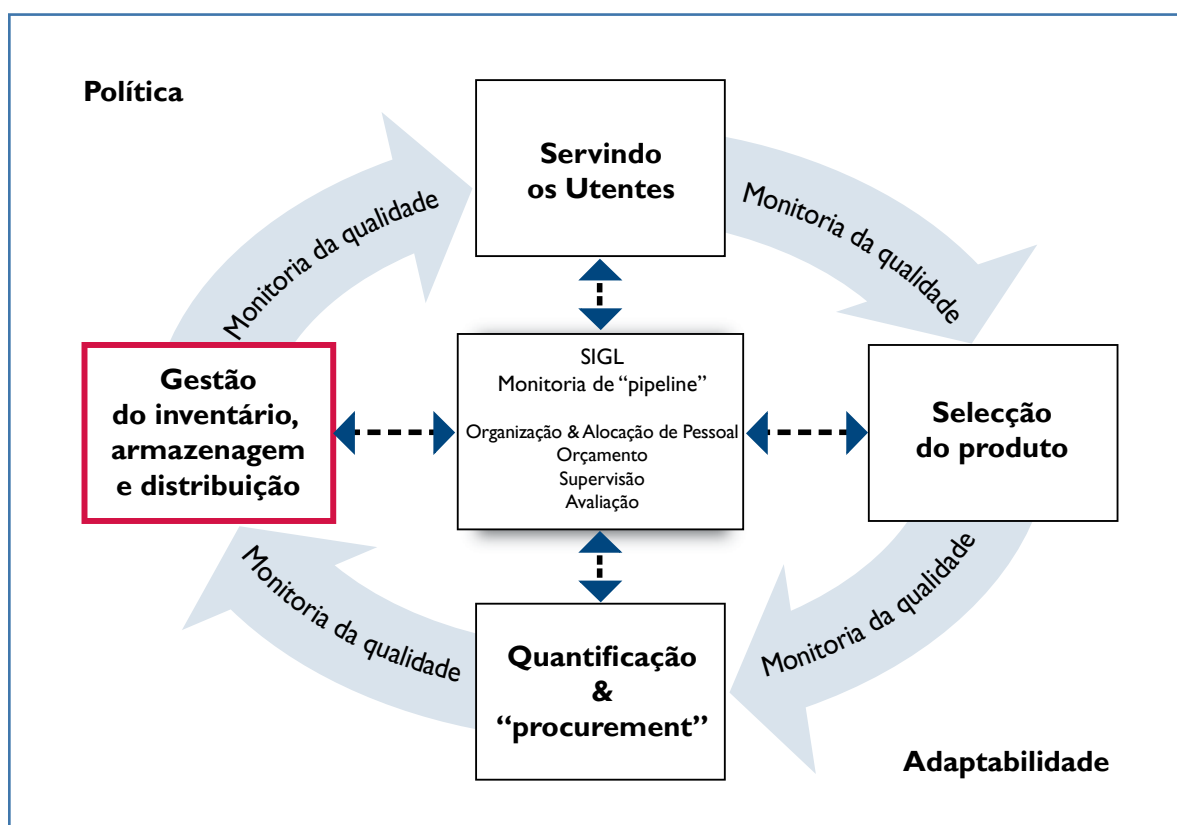 Política
Servindo
os Utentes
Monitoria da qualidade
Monitoria da qualidade
Gestão
do inventário,
armazenagem
e distribuição
SIGL
Monitoria de “pipeline”
Organização & Alocação de Pessoal
Orçamento
Supervisão
Avaliação
Selecção
do produto
Monitoria da qualidade
Monitoria da qualidade
Quantificação
&
“procurement”
Adaptabilidade